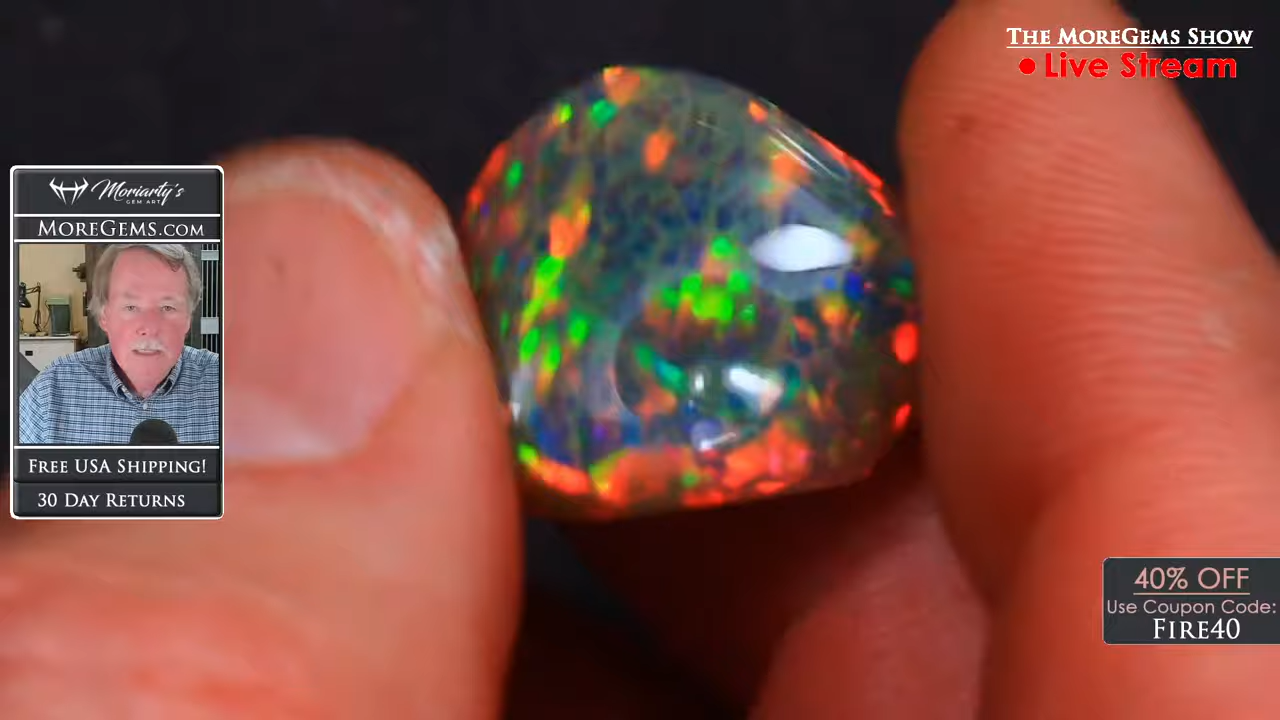 The MoreGems Show
Live Stream
Moriarty's
GEM ART
MoreGems.com
Free USA Shipping!
30 Day Returns
40% OFF
Use Coupon Code:
Fire40